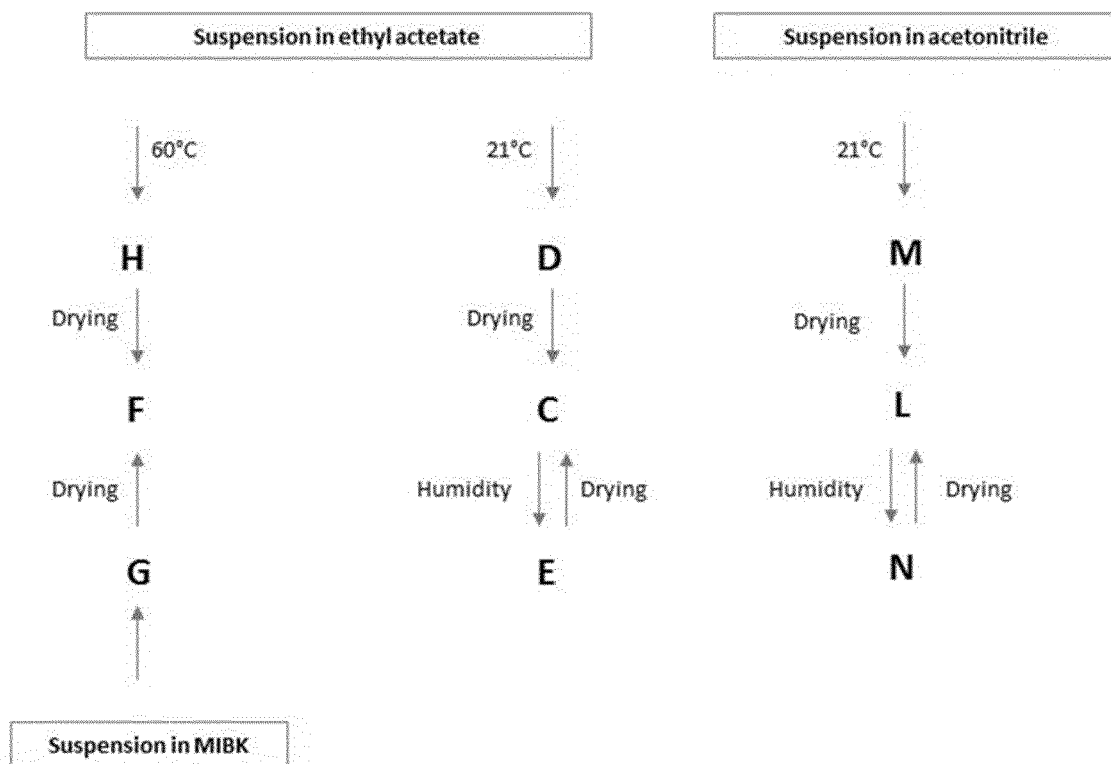 Suspension in ethyl actetate
Suspension in acetonitrile
60°C
21°C
21°C
H
D
M
Drying
Drying
Drying
F
C
L
Drying
Humidity
Drying
Humidity
Drying
G
E
N
Suspension in MIBK